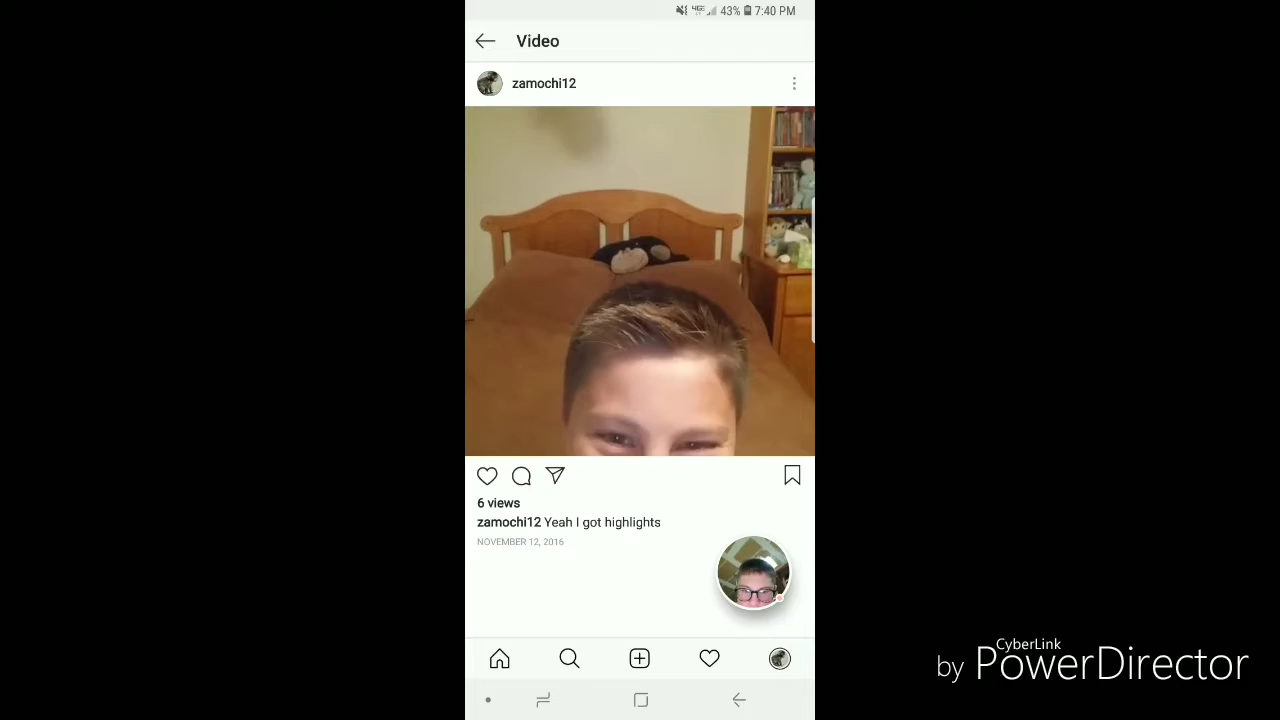 43% 7:40 PM
Video
zamochi12
6 views
zamochi12 Yeah I got highlights
NOVEMBER 12, 2016
CyberLink
by PowerDirector